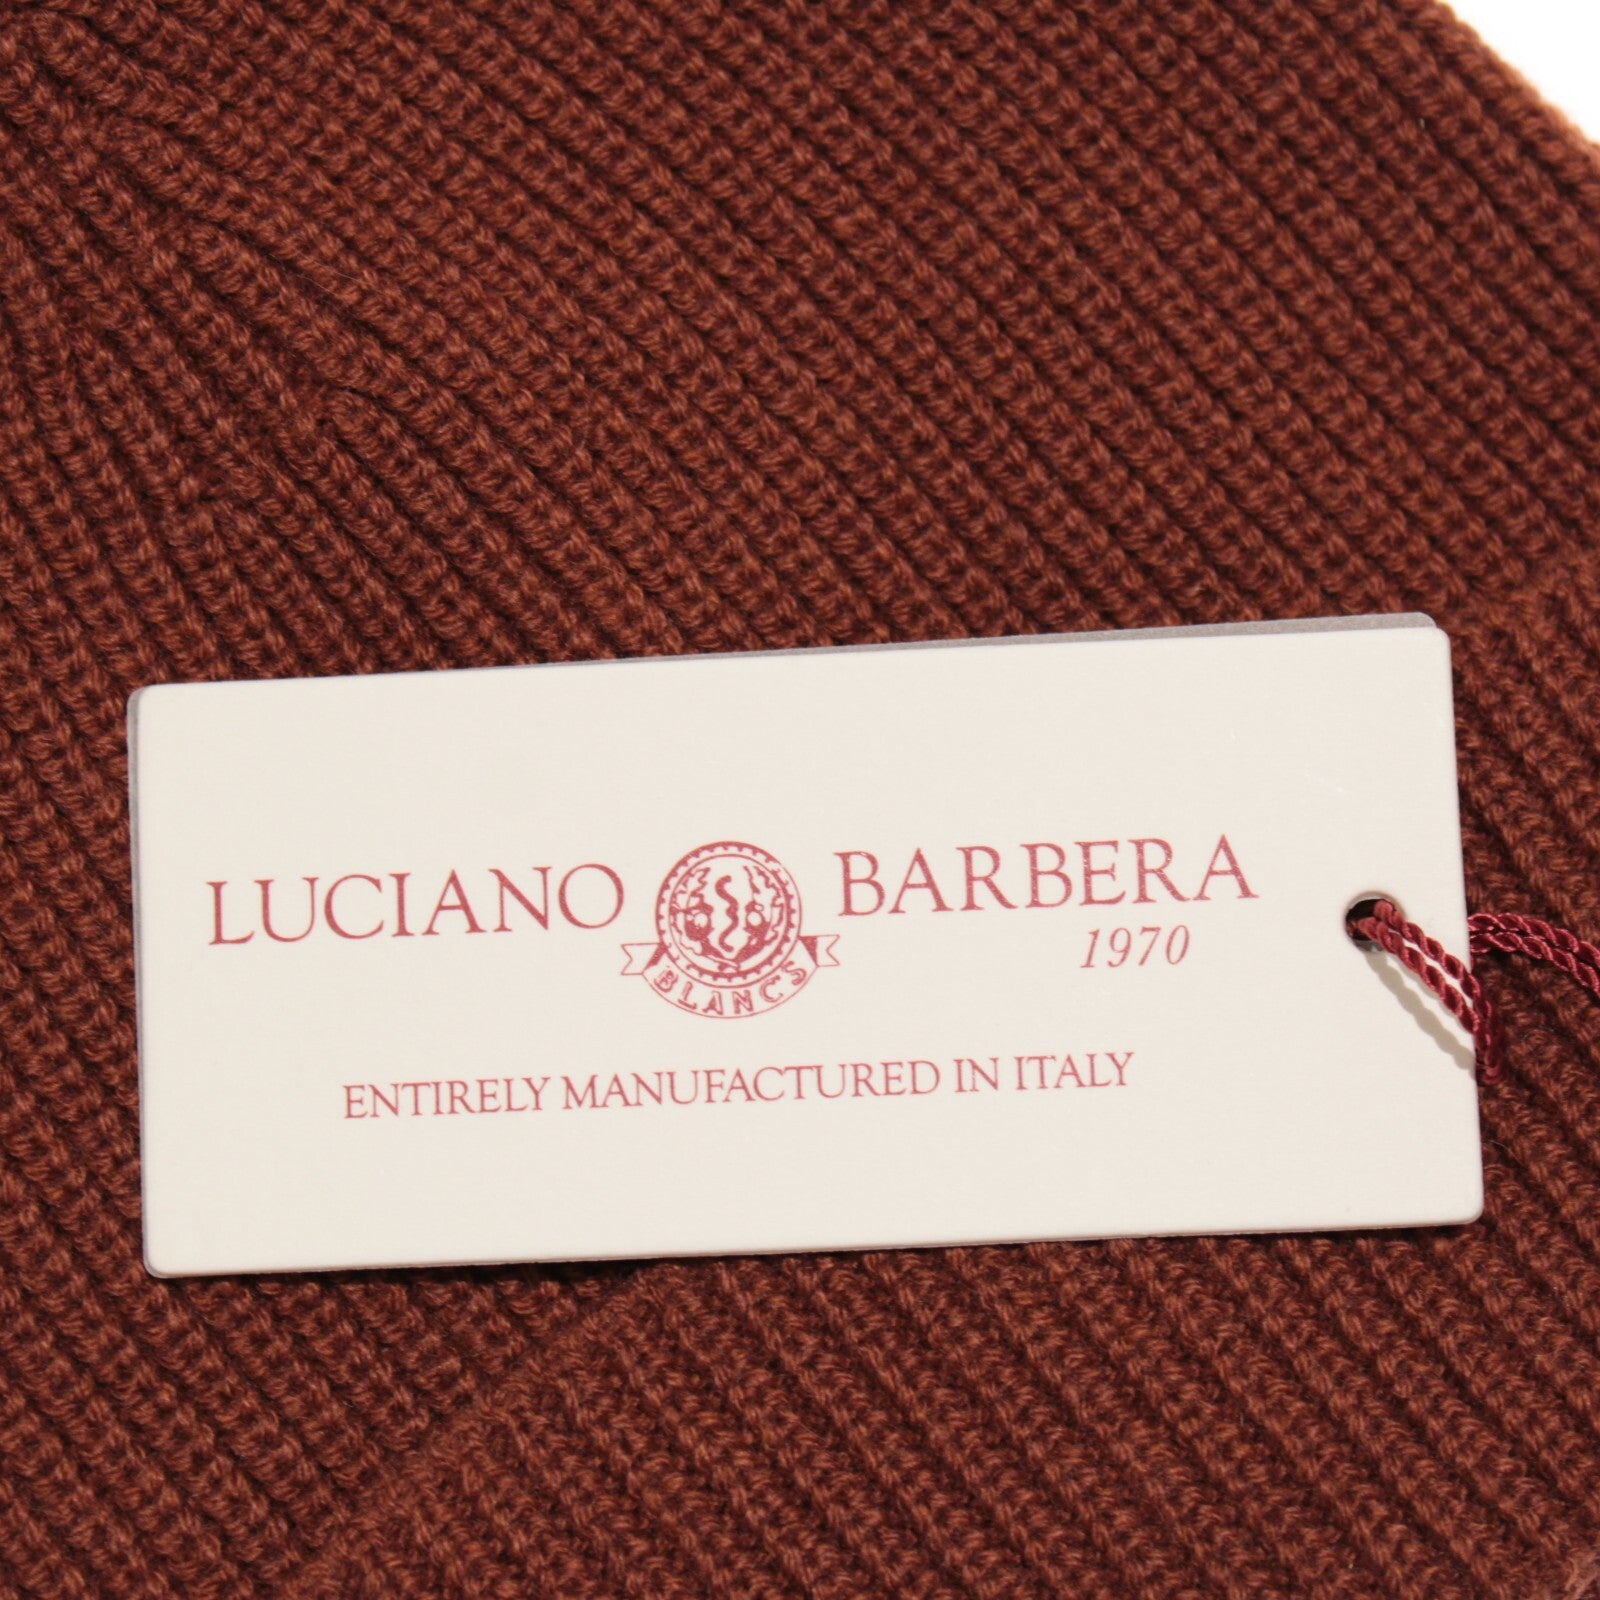 LUCIANO BARBERA
1970
BLANCS
ENTIRELY MANUFACTURED IN ITALY